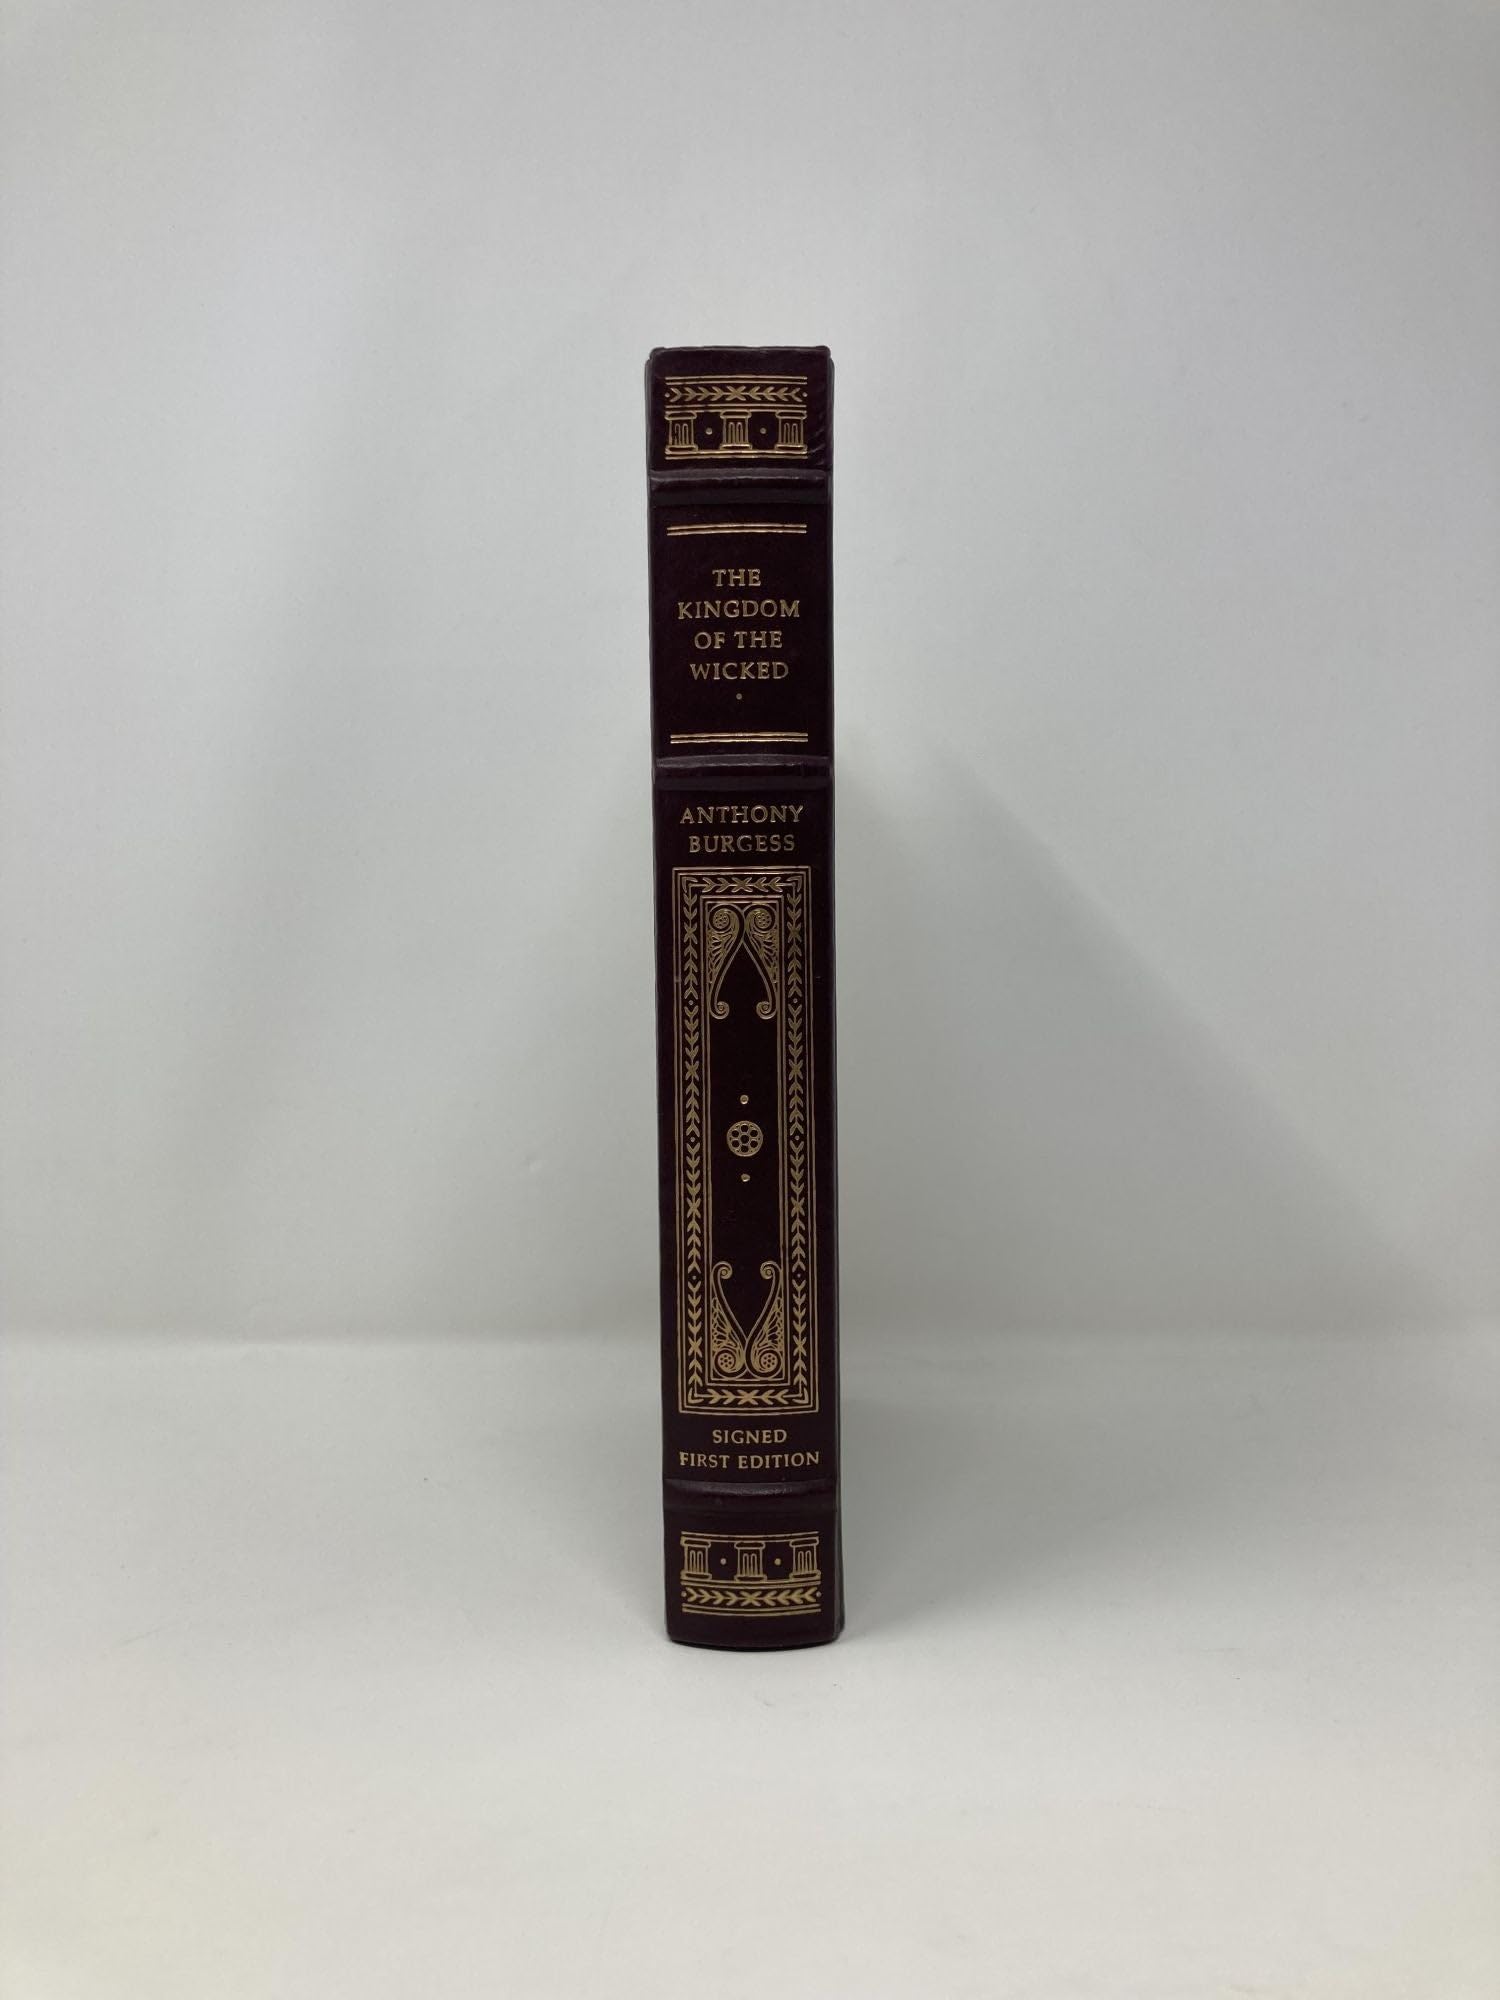 THE
KINGDOM
OF THE
WICKED
ANTHONY
BURGESS
SIGNED
FIRST EDITION